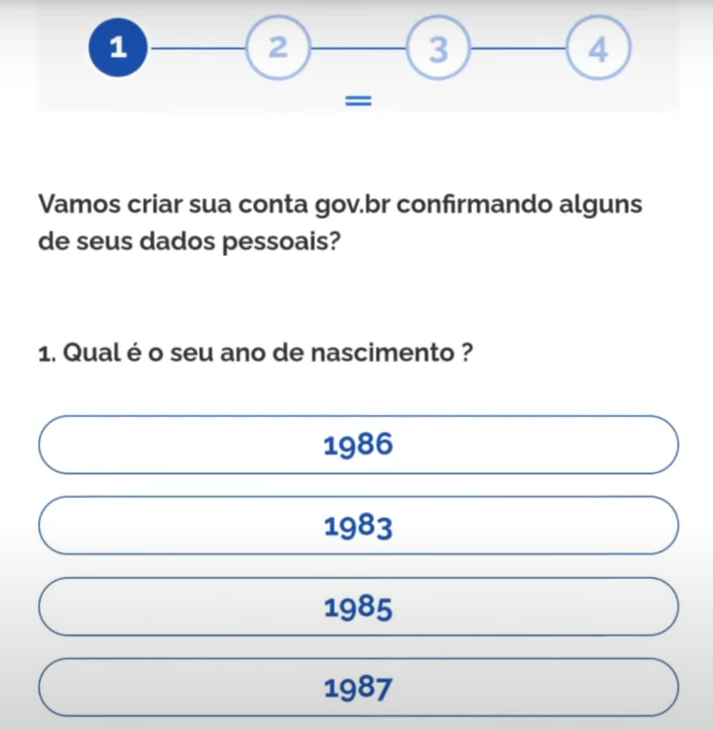 1 2 3 4
Vamos criar sua conta gov.br confirmando alguns
de seus dados pessoais?
1. Qual é o seu ano de nascimento ?
1986
1983
1985
1987